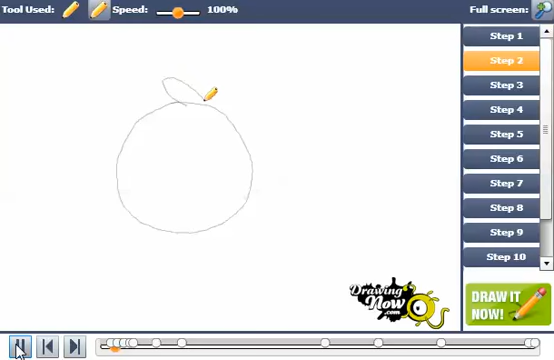 Tool Used: Speed: 100% Full screen:
Step 1
Step 2
Step 3
Step 4
Step 5
Step 6
Step 7
Step 8
Step 9
Step 10
Drawing
Now
.com
DRAW IT
NOW!